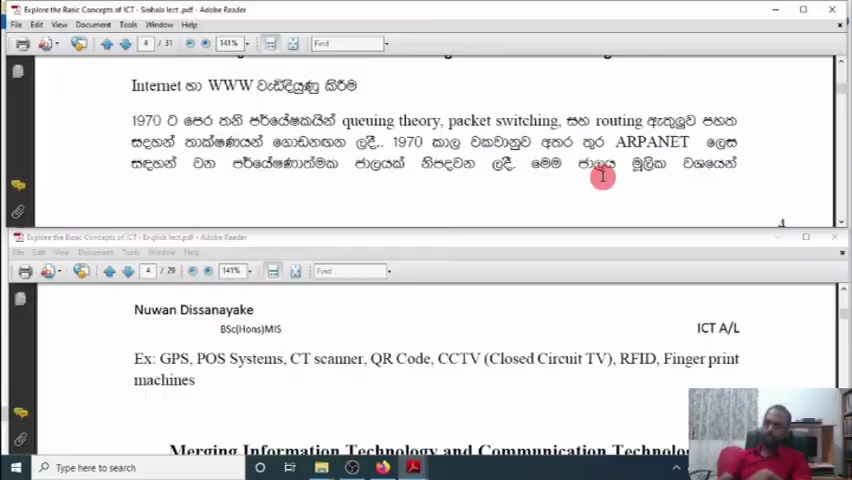 Explore the Basic Concepts of ICT - Sinhala lect.pdf - Adobe Reader
File Edit View Document Tools Window Help
4 / 31 141% Find
Internet හා WWW වැඩිදියුණු කිරීම
1970 ට පෙර තනි පර්යේෂකයින් queuing theory, packet switching, සහ routing ඇතුලූව පහත
සදහන් තාක්ෂණයන් ගොඩනඟන ලදී.. 1970 කාල වකවානුව අතර තුර ARPANET ලෙස
සඳහන් වන පර්යේෂණාත්මක ජාලයක් නිපදවන ලදී. මෙම ජාලය මූලික වශයෙන්
4
Explore the Basic Concepts of ICT - English lect.pdf - Adobe Reader
File Edit View Document Tools Window Help
4 / 29 141% Find
Nuwan Dissanayake
BSc(Hons)MIS
ICT A/L
Ex: GPS, POS Systems, CT scanner, QR Code, CCTV (Closed Circuit TV), RFID, Finger print
machines
Merging Information Technology and Communication
Type here to search